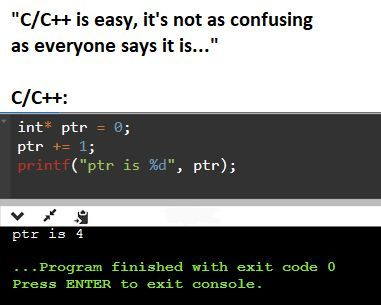 "C/C++ is easy, it's not as confusing
as everyone says it is..."
C/C++:
int* ptr = 0;
ptr += 1;
printf("ptr is %d", ptr);
ptr is 4
...Program finished with exit code 0
Press ENTER to exit console.